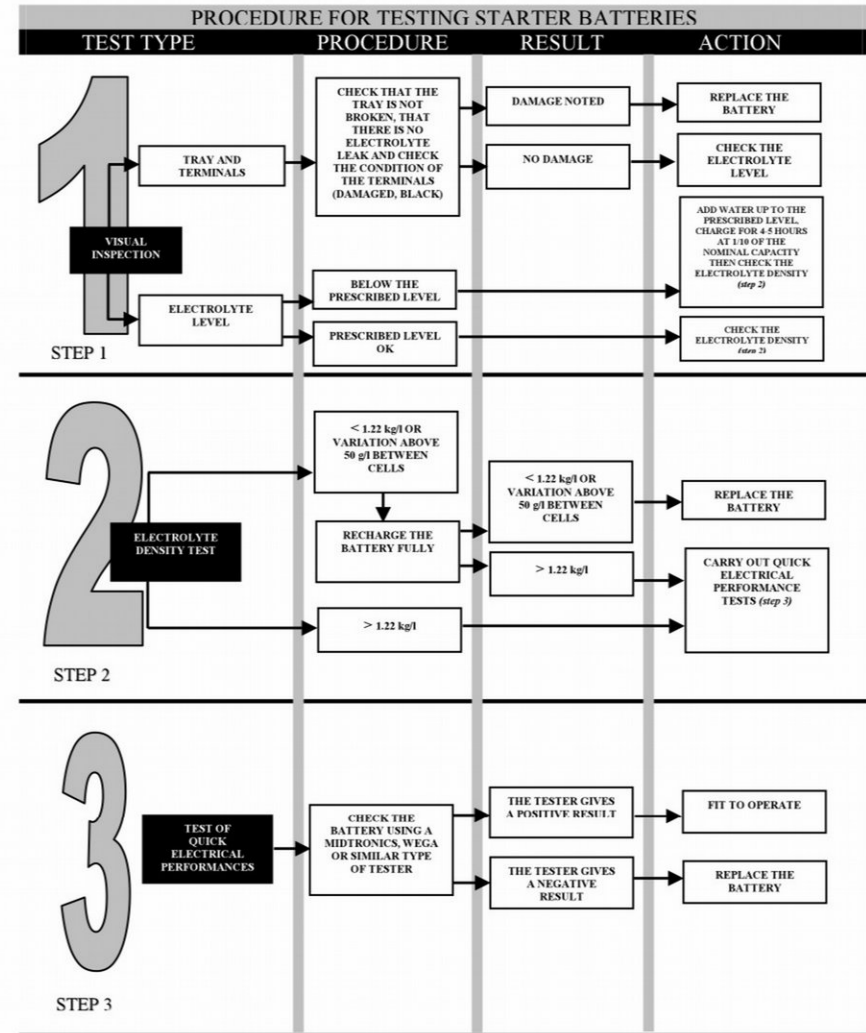 PROCEDURE FOR TESTING STARTER BATTERIES
TEST TYPE
PROCEDURE
RESULT
ACTION
1
VISUAL
INSPECTION
STEP 1
TRAY AND
TERMINALS
CHECK THAT THE
TRAY IS NOT
BROKEN, THAT
THERE IS NO
ELECTROLYTE
LEAK AND CHECK
THE CONDITION OF
THE TERMINALS
(DAMAGED, BLACK)
DAMAGE NOTED
REPLACE THE
BATTERY
NO DAMAGE
CHECK THE
ELECTROLYTE
LEVEL
ELECTROLYTE
LEVEL
BELOW THE
PRESCRIBED LEVEL
ADD WATER UP TO THE
PRESCRIBED LEVEL,
CHARGE FOR 4-5 HOURS
AT 1/10 OF THE
NOMINAL CAPACITY
THEN CHECK THE
ELECTROLYTE DENSITY
(step 2)
PRESCRIBED LEVEL
OK
CHECK THE
ELECTROLYTE DENSITY
(step 2)
2
ELECTROLYTE
DENSITY TEST
STEP 2
< 1.22 kg/l OR
VARIATION ABOVE
50 g/l BETWEEN
CELLS
RECHARGE THE
BATTERY FULLY
< 1.22 kg/l OR
VARIATION ABOVE
50 g/l BETWEEN
CELLS
REPLACE THE
BATTERY
> 1.22 kg/l
CARRY OUT QUICK
ELECTRICAL
PERFORMANCE
TESTS (step 3)
> 1.22 kg/l
3
TEST OF
QUICK
ELECTRICAL
PERFORMANCES
STEP 3
CHECK THE
BATTERY USING A
MIDTRONICS, WEGA
OR SIMILAR TYPE
OF TESTER
THE TESTER GIVES
A POSITIVE RESULT
FIT TO OPERATE
THE TESTER GIVES
A NEGATIVE
RESULT
REPLACE THE
BATTERY